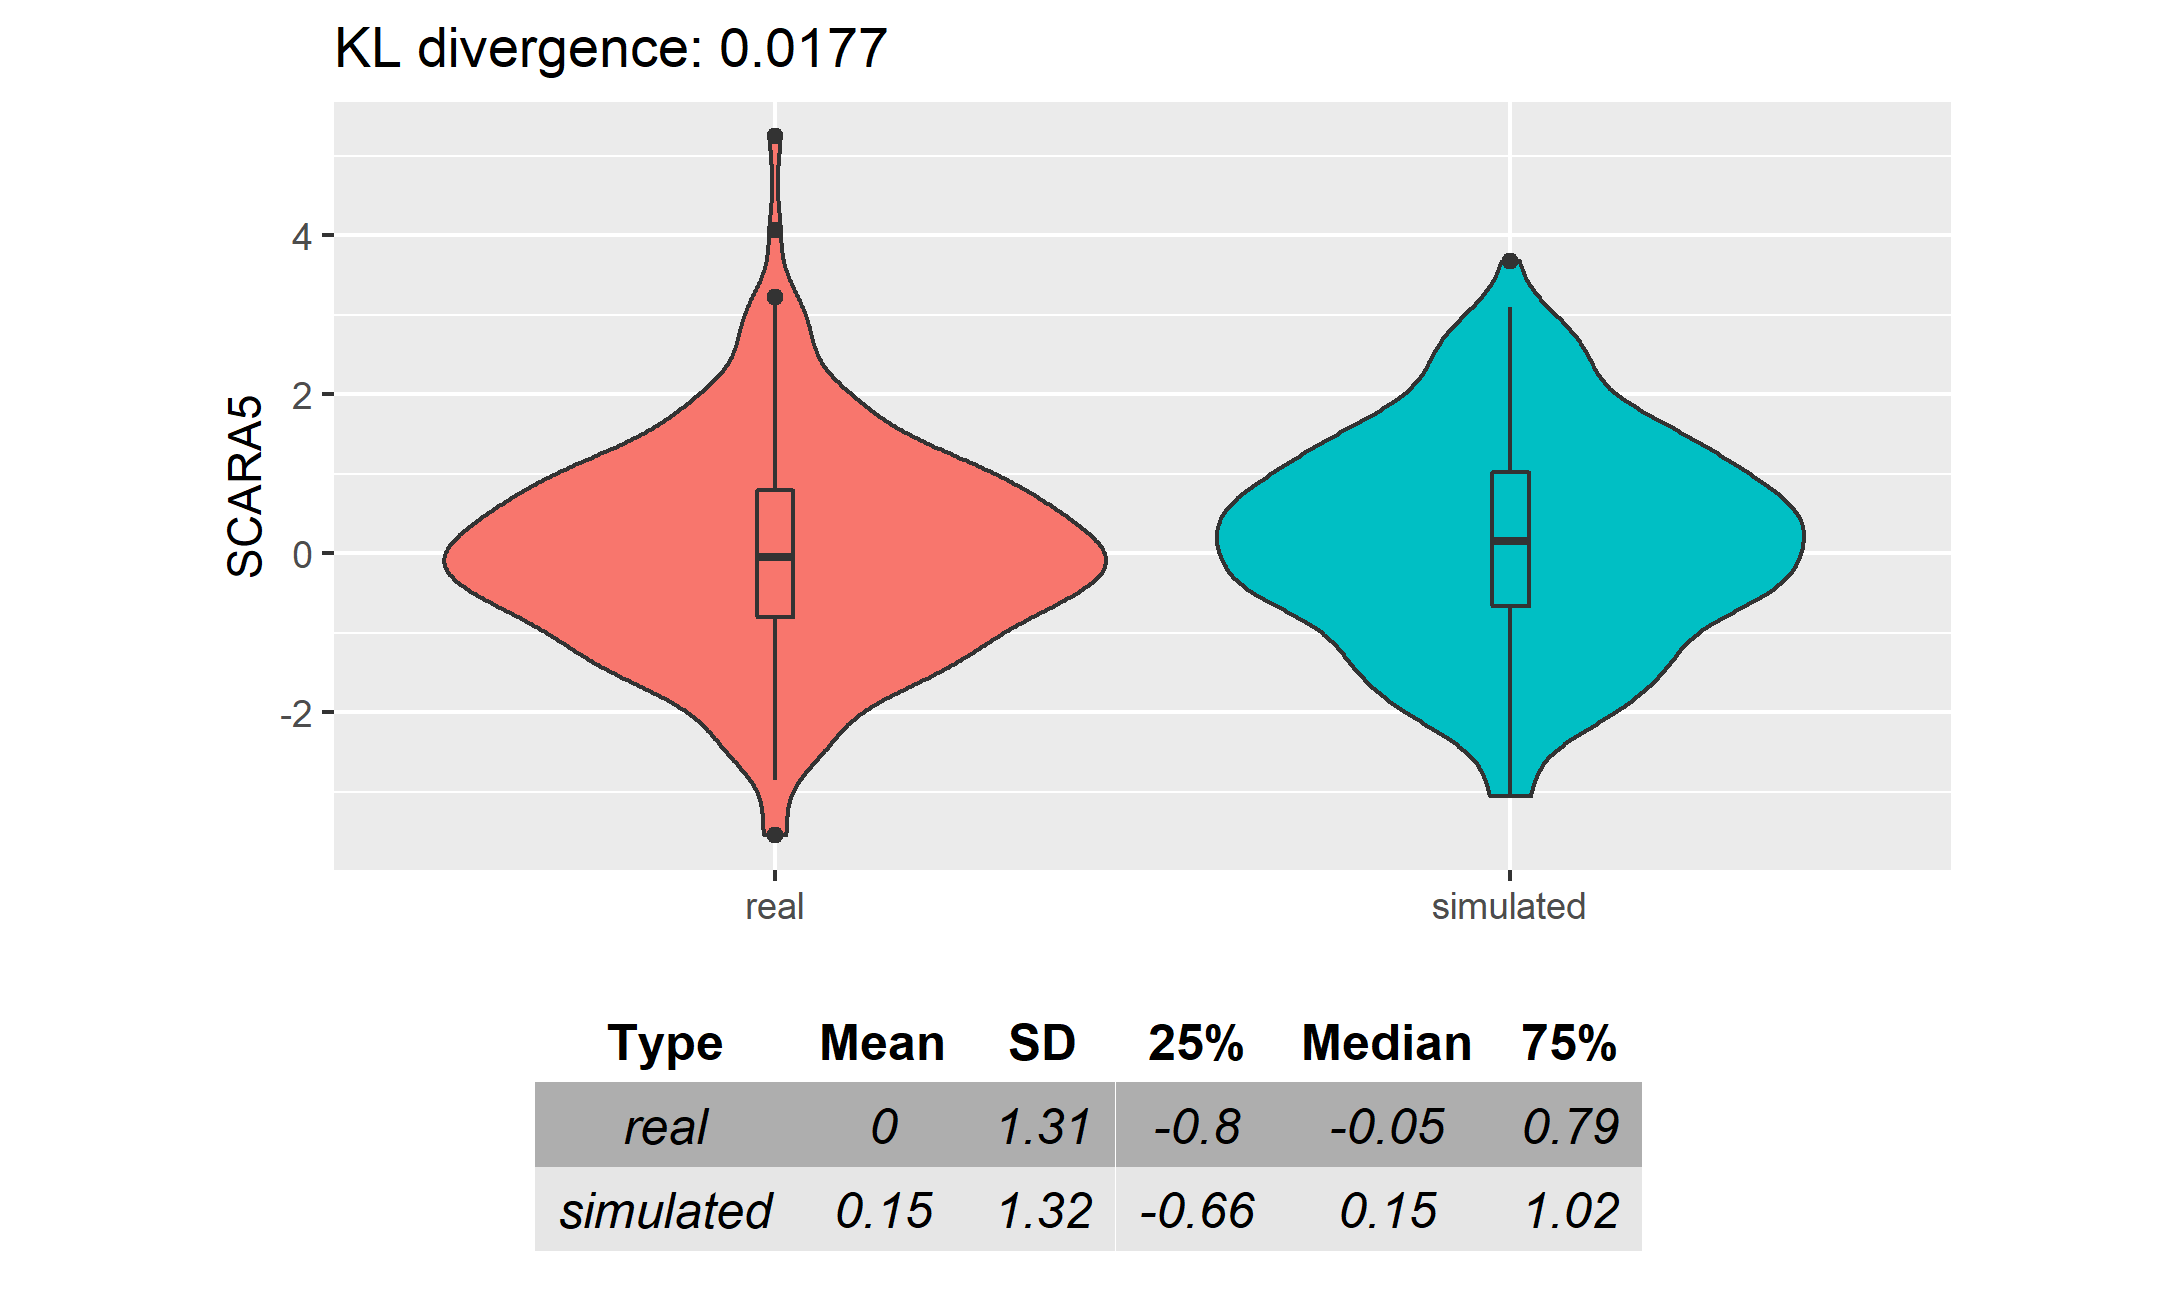 KL divergence: 0.0177
SCARA5
4
2
0
-2
real simulated
Type Mean SD 25% Median 75%
real 0 1.31 -0.8 -0.05 0.79
simulated 0.15 1.32 -0.66 0.15 1.02